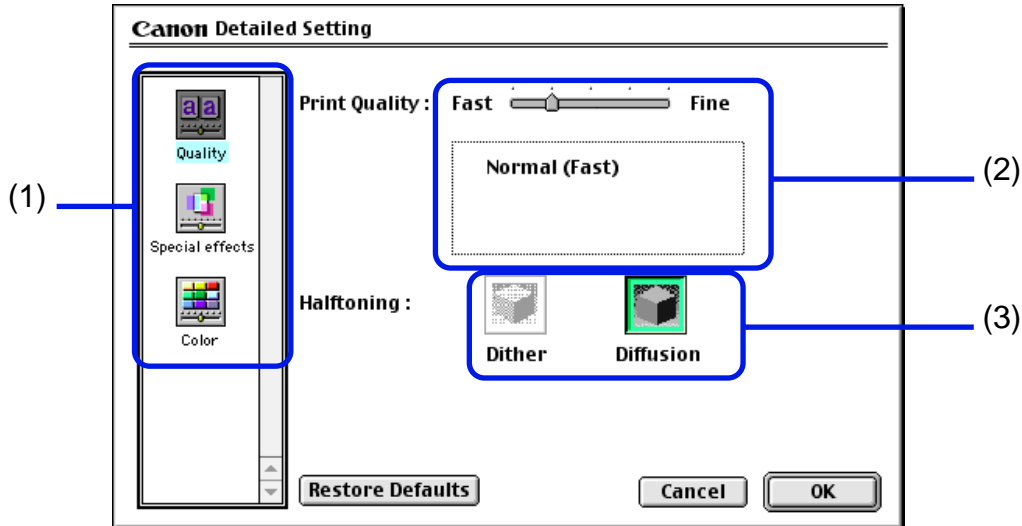 Canon Detailed Setting
Print Quality : Fast Fine
Quality
Normal (Fast)
(2)
(1)
Special effects
Halftoning :
(3)
Color
Dither Diffusion
Restore Defaults Cancel OK